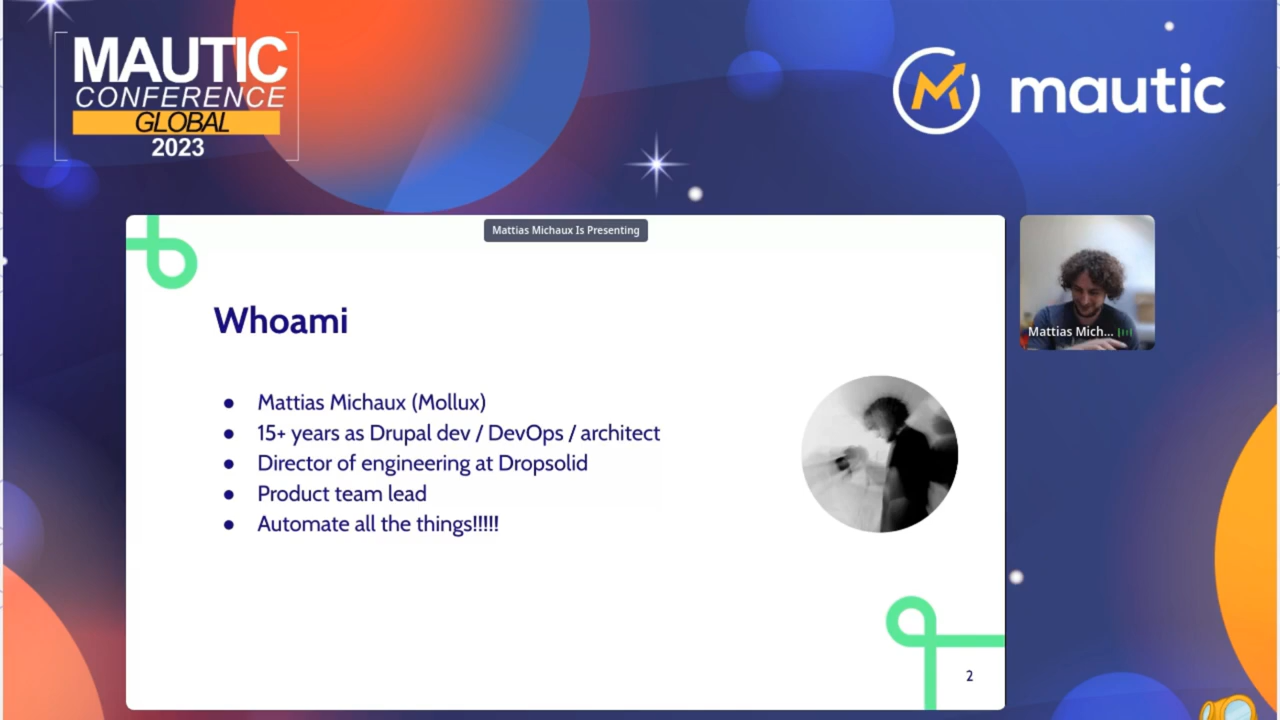 MAUTIC
CONFERENCE
GLOBAL
2023
mautic
Mattias Michaux Is Presenting
Whoami
● Mattias Michaux (Mollux)
● 15+ years as Drupal dev / DevOps / architect
● Director of engineering at Dropsolid
● Product team lead
● Automate all the things!!!!!
Mattias Mich...
2